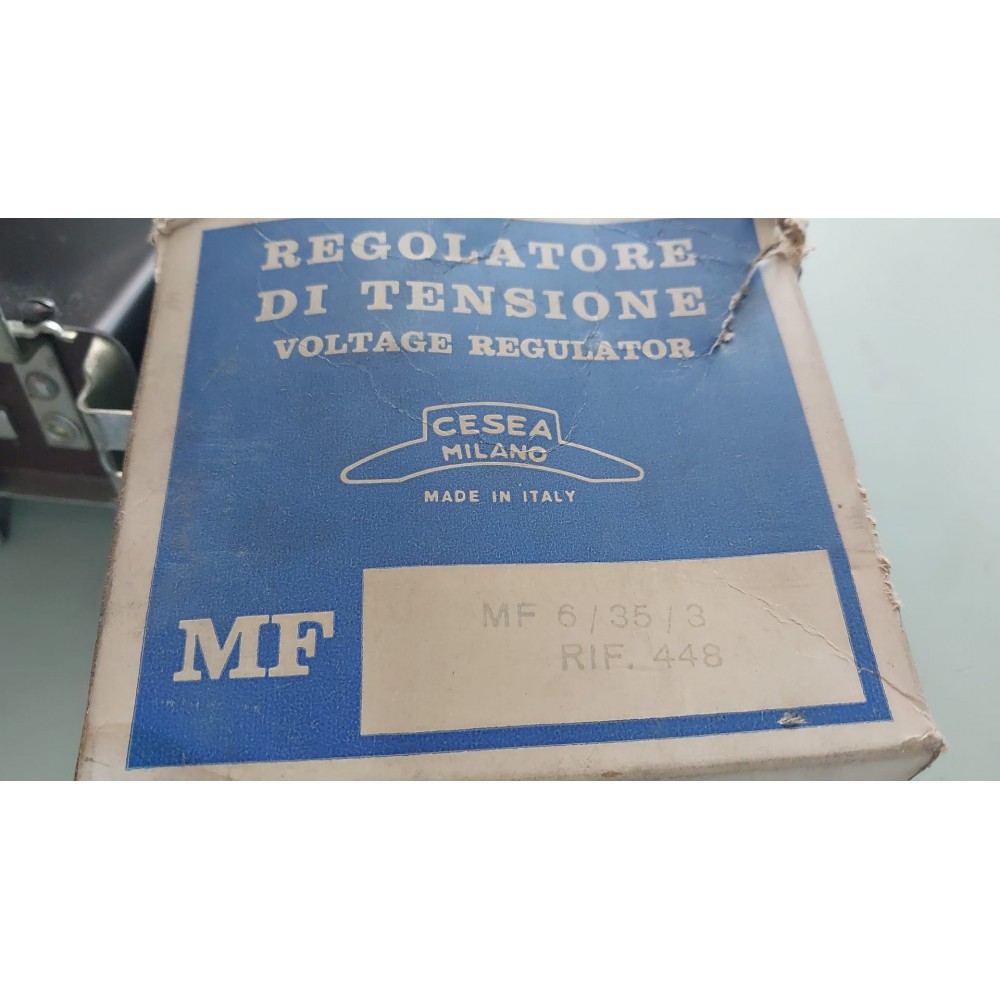 REGOLATORE
DI TENSIONE
VOLTAGE REGULATOR
CESEA
MILANO
MADE IN ITALY
MF
MF 6/35/3
RIF. 448